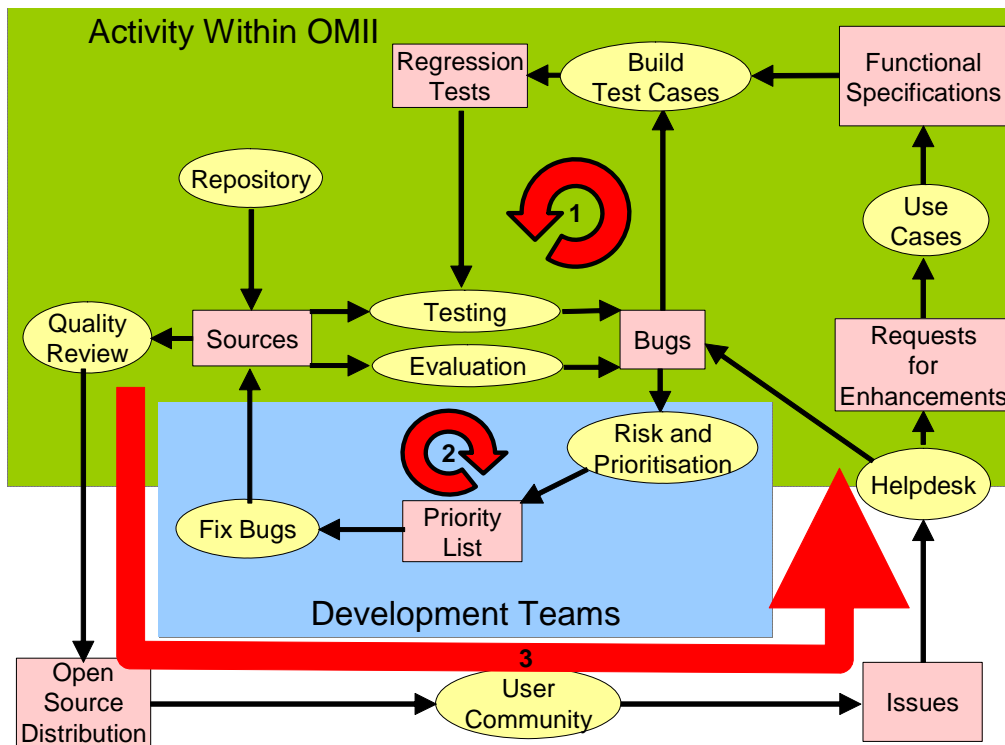 Activity Within OMII
Regression
Tests
Build
Test Cases
Functional
Specifications
Repository
1
Use
Cases
Quality
Review
Sources
Testing
Evaluation
Bugs
Requests
for
Enhancements
2
Risk and
Prioritisation
Helpdesk
Fix Bugs
Priority
List
Development Teams
3
Open
Source
Distribution
User
Community
Issues